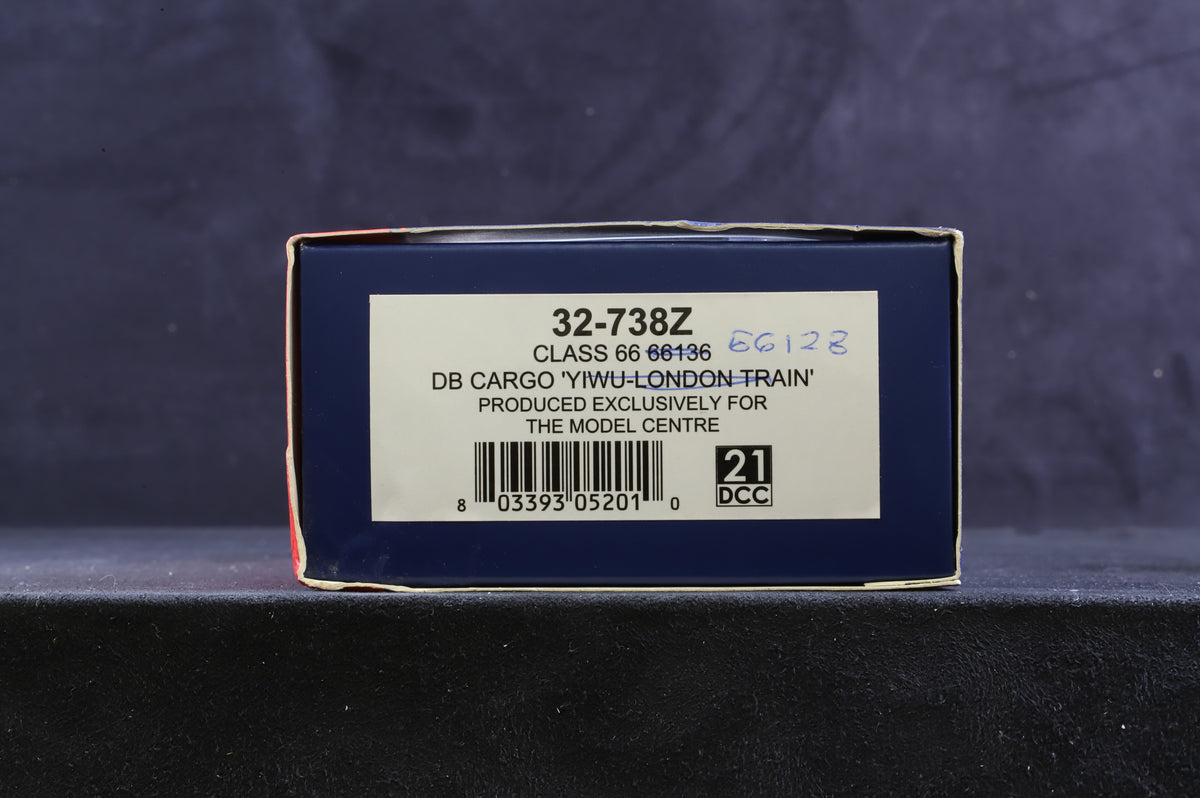 32-738Z
CLASS 66 66136 66128
DB CARGO 'YIWU-LONDON TRAIN'
PRODUCED EXCLUSIVELY FOR
THE MODEL CENTRE
8 03393 05201 0
21
DCC